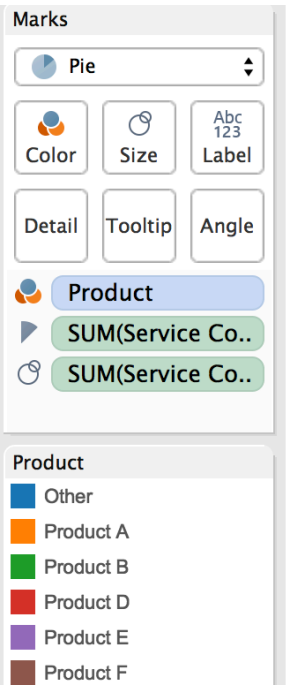 Marks
Pie
Color Size Abc 123 Label
Detail Tooltip Angle
Product
SUM(Service Co..
SUM(Service Co..
Product
Other
Product A
Product B
Product D
Product E
Product F